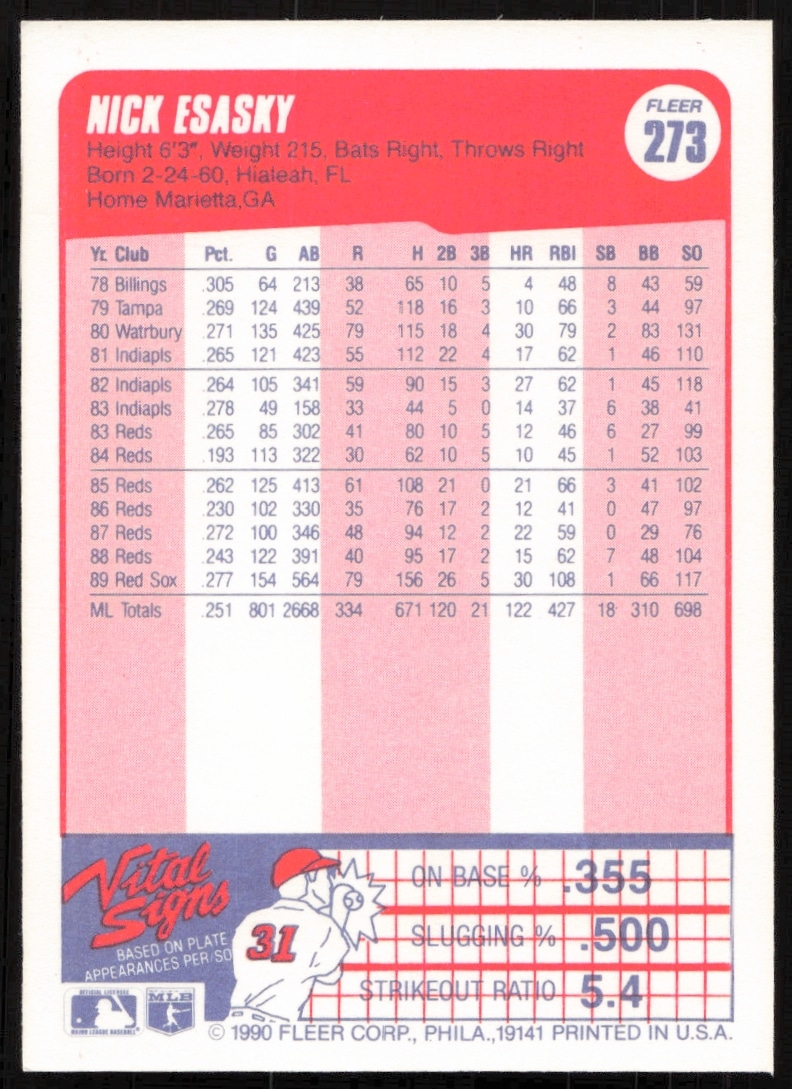 NICK ESASKY
FLEER
273
Height 6'3", Weight 215, Bats Right, Throws Right
Born 2-24-60, Hialeah, FL
Home Marietta,GA
Yr. Club Pct. G AB R H 2B 3B HR RBI SB BB SO
78 Billings .305 64 213 38 65 10 5 4 48 8 43 59
79 Tampa .269 124 439 52 118 16 3 10 66 3 44 97
80 Watrbury .271 135 425 79 115 18 4 30 79 2 83 131
81 Indiapls .265 121 423 55 112 22 4 17 62 1 46 110
82 Indiapls .264 105 341 59 90 15 3 27 62 1 45 118
83 Indiapls .278 49 158 33 44 5 0 14 37 6 38 41
83 Reds .265 85 302 41 80 10 5 12 46 6 27 99
84 Reds .193 113 322 30 62 10 5 10 45 1 52 103
85 Reds .262 125 413 61 108 21 0 21 66 3 41 102
86 Reds .230 102 330 35 76 17 2 12 41 0 47 97
87 Reds .272 100 346 48 94 12 2 22 59 0 29 76
88 Reds .243 122 391 40 95 17 2 15 62 7 48 104
89 Red Sox .277 154 564 79 156 26 5 30 108 1 66 117
ML Totals .251 801 2668 334 671 120 21 122 427 18 310 698
Vital
Signs
BASED ON PLATE
APPEARANCES PER/SO
31
ON BASE % .355
SLUGGING % .500
STRIKEOUT RATIO 5.4
OFFICIAL LICENSEE
MAJOR LEAGUE BASEBALL
MLB
© 1990 FLEER CORP., PHILA.,19141 PRINTED IN U.S.A.